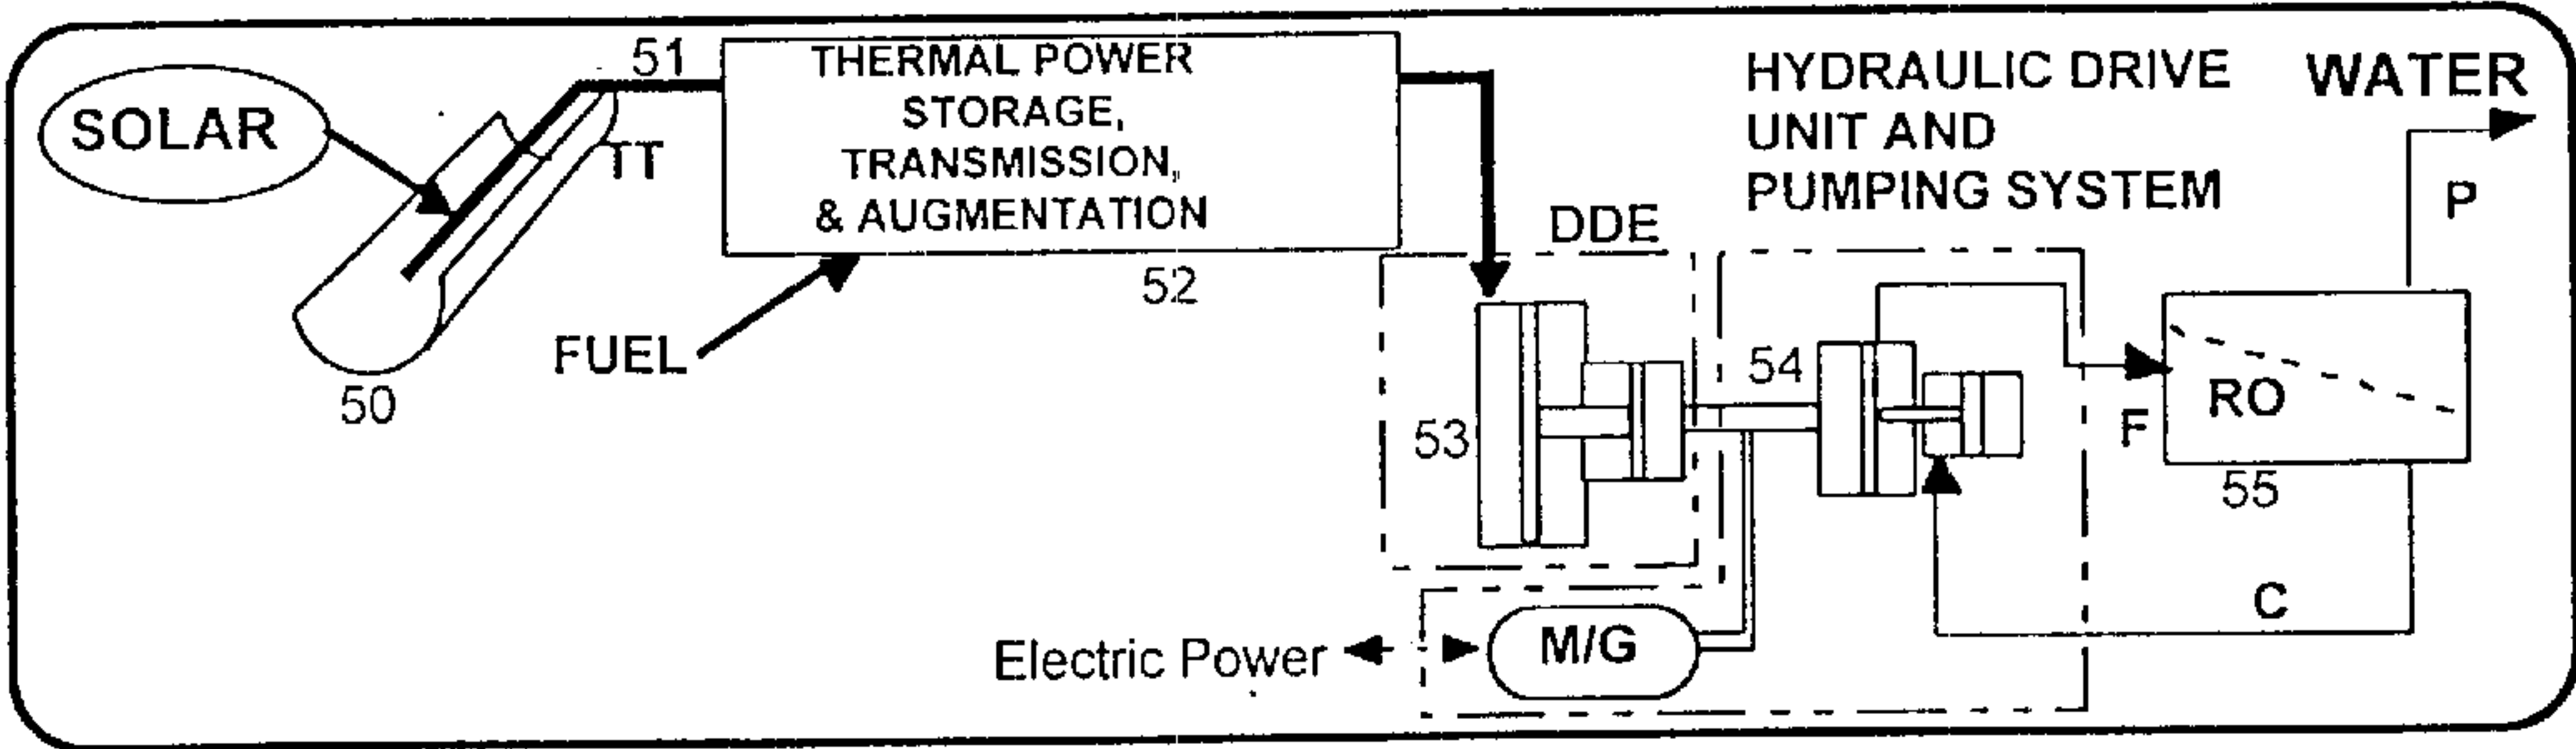 SOLAR
51
TT
50
THERMAL POWER
STORAGE,
TRANSMISSION,
& AUGMENTATION
52
FUEL
DDE
53
HYDRAULIC DRIVE
UNIT AND
PUMPING SYSTEM
54
WATER
P
F
RO
55
C
Electric Power
M/G